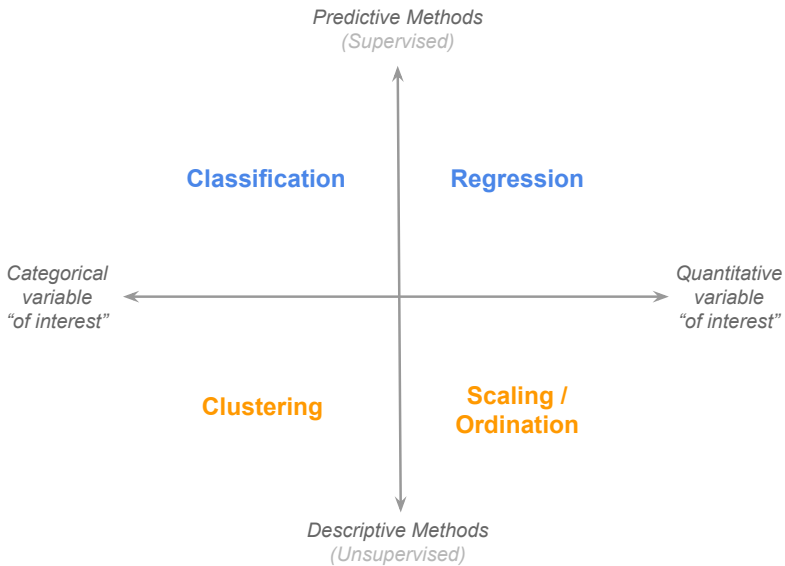 Predictive Methods
(Supervised)
Classification
Regression
Categorical
variable
“of interest”
Quantitative
variable
“of interest”
Clustering
Scaling /
Ordination
Descriptive Methods
(Unsupervised)